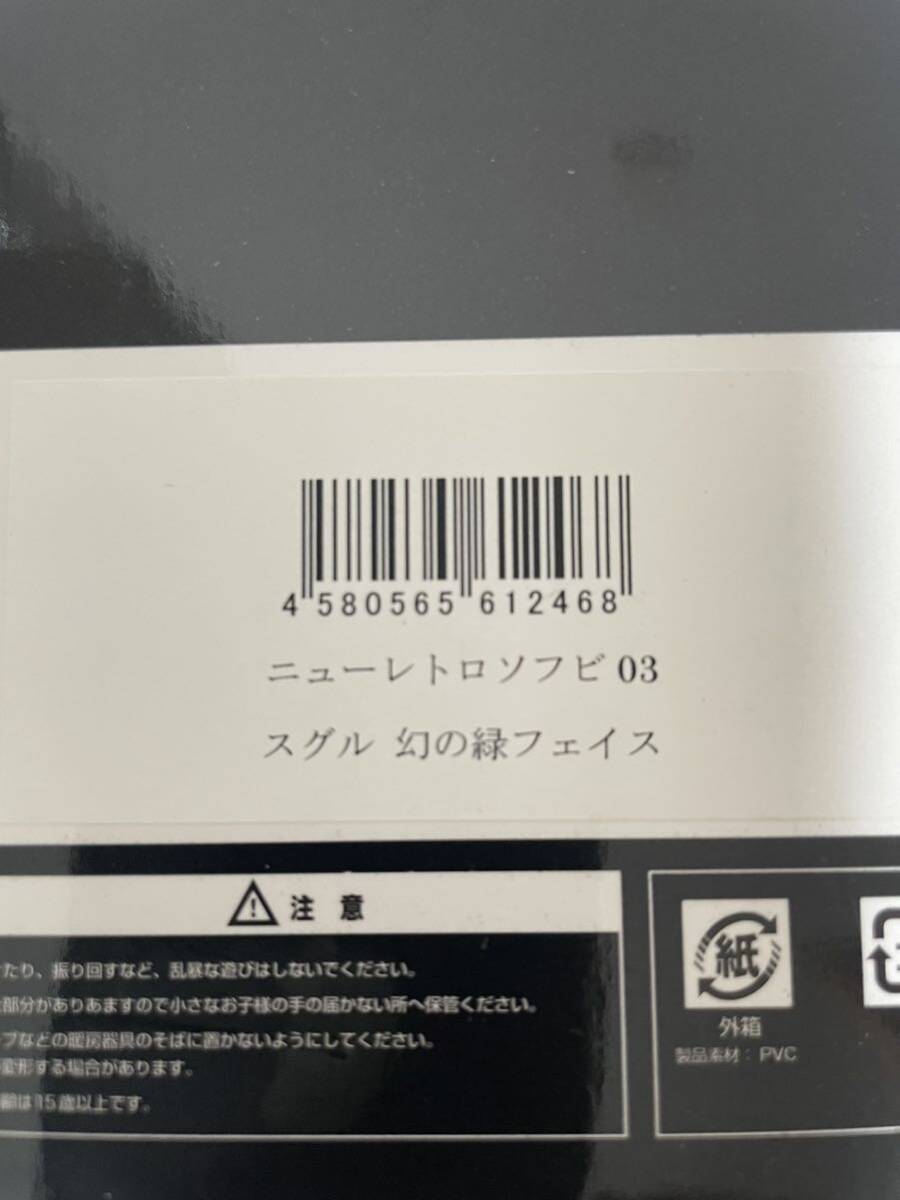 4 580565 612468
ニューレトロソフビ 03
スグル 幻の緑フェイス
注 意
たり、振り回すなど、乱暴な遊びはしないでください。
部分がありあますので小さなお子様の手の届かない所へ保管ください。
プなどの暖房器具のそばに置かないようにしてください。
変形する場合があります。
齢は15歳以上です。
紙
外箱
製品素材：PVC